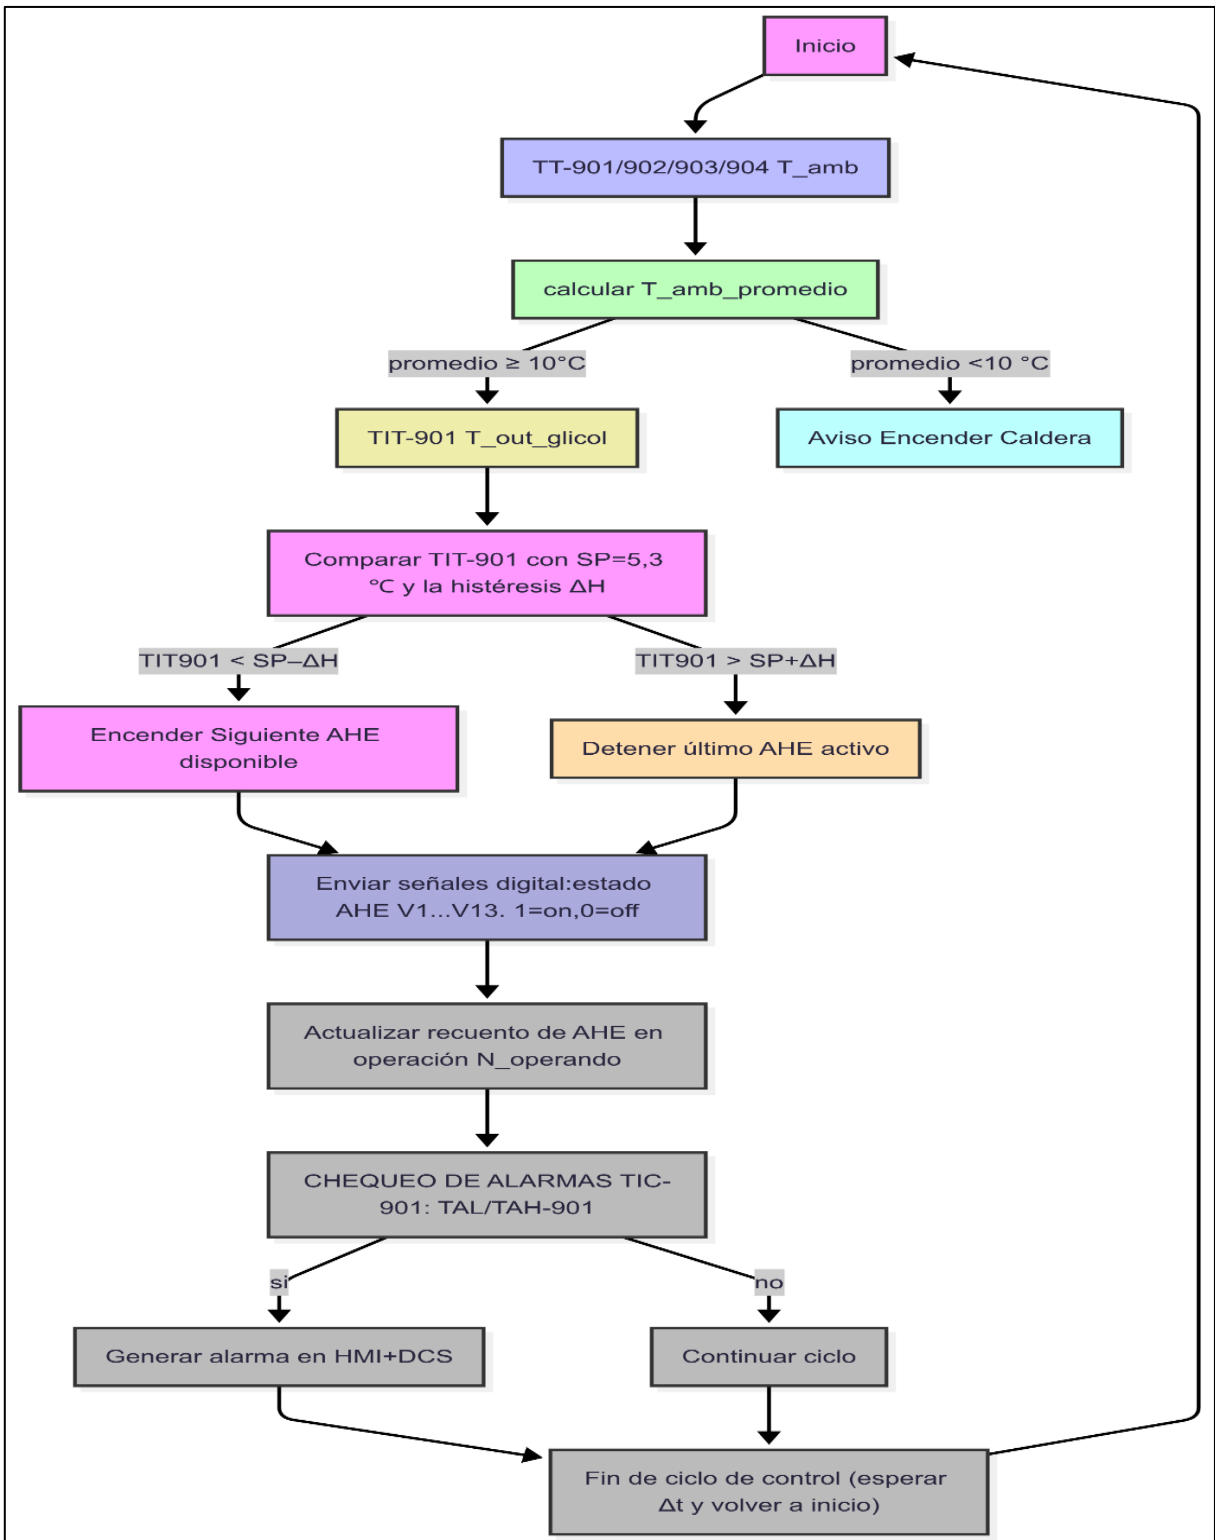 Inicio
TT-901/902/903/904 T_amb
calcular T_amb_promedio
promedio ≥ 10°C
promedio <10 °C
TIT-901 T_out_glicol
Aviso Encender Caldera
Comparar TIT-901 con SP=5,3
℃ y la histéresis ΔH
TIT901 < SP–ΔH
TIT901 > SP+ΔH
Encender Siguiente AHE
disponible
Detener último AHE activo
Enviar señales digital:estado
AHE V1...V13. 1=on,0=off
Actualizar recuento de AHE en
operación N_operando
CHEQUEO DE ALARMAS TIC-
901: TAL/TAH-901
si
no
Generar alarma en HMI+DCS
Continuar ciclo
Fin de ciclo de control (esperar
Δt y volver a inicio)